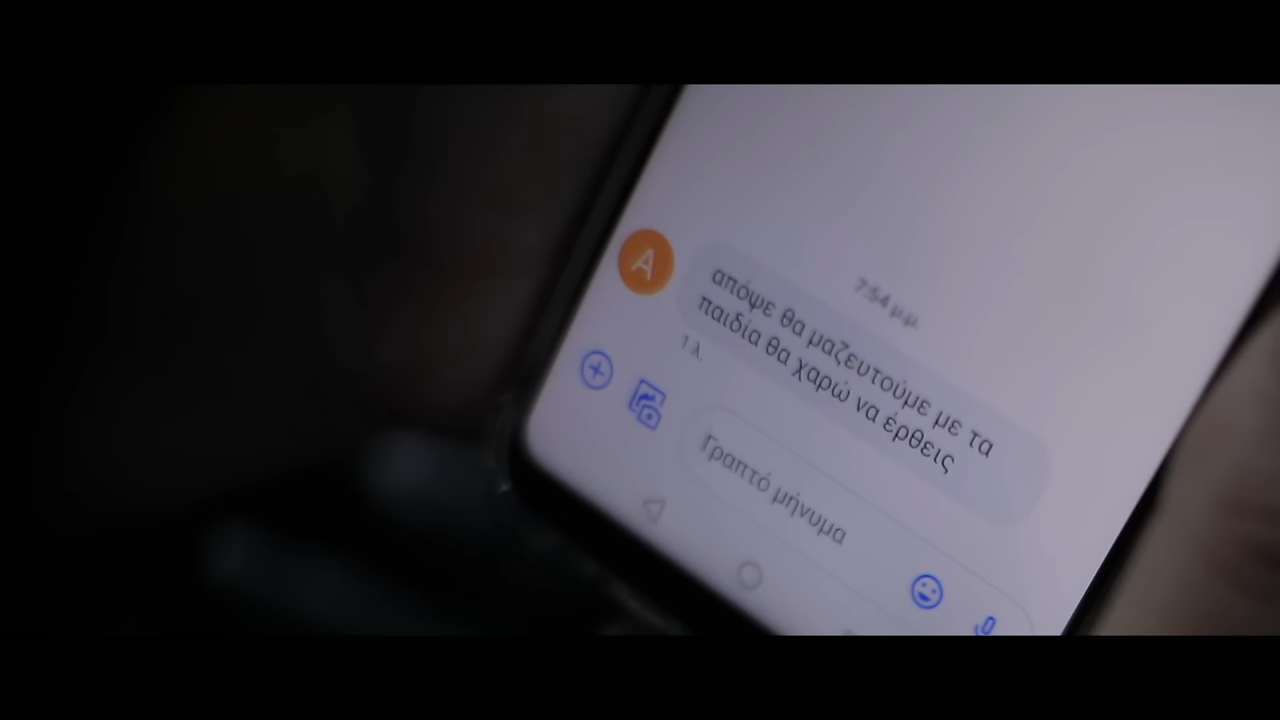 7:54 μ.μ.
A
απόψε θα μαζευτούμε με τα
παιδία θα χαρώ να έρθεις
1 λ.
Γραπτό μήνυμα